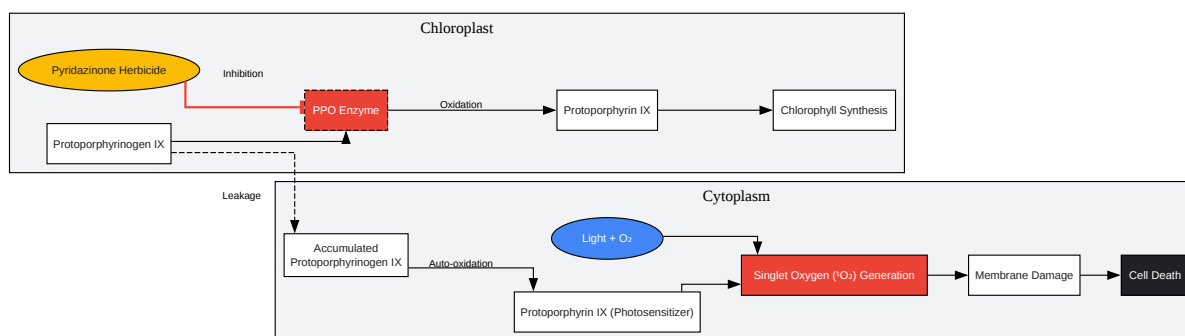 Chloroplast
Pyridazinone Herbicide
Inhibition
PPO Enzyme
Oxidation
Protoporphyrin IX
Chlorophyll Synthesis
Protoporphyrinogen IX
Leakage
Cytoplasm
Light + O₂
Accumulated
Protoporphyrinogen IX
Auto-oxidation
Singlet Oxygen (¹O₂) Generation
Membrane Damage
Cell Death
Protoporphyrin IX (Photosensitizer)